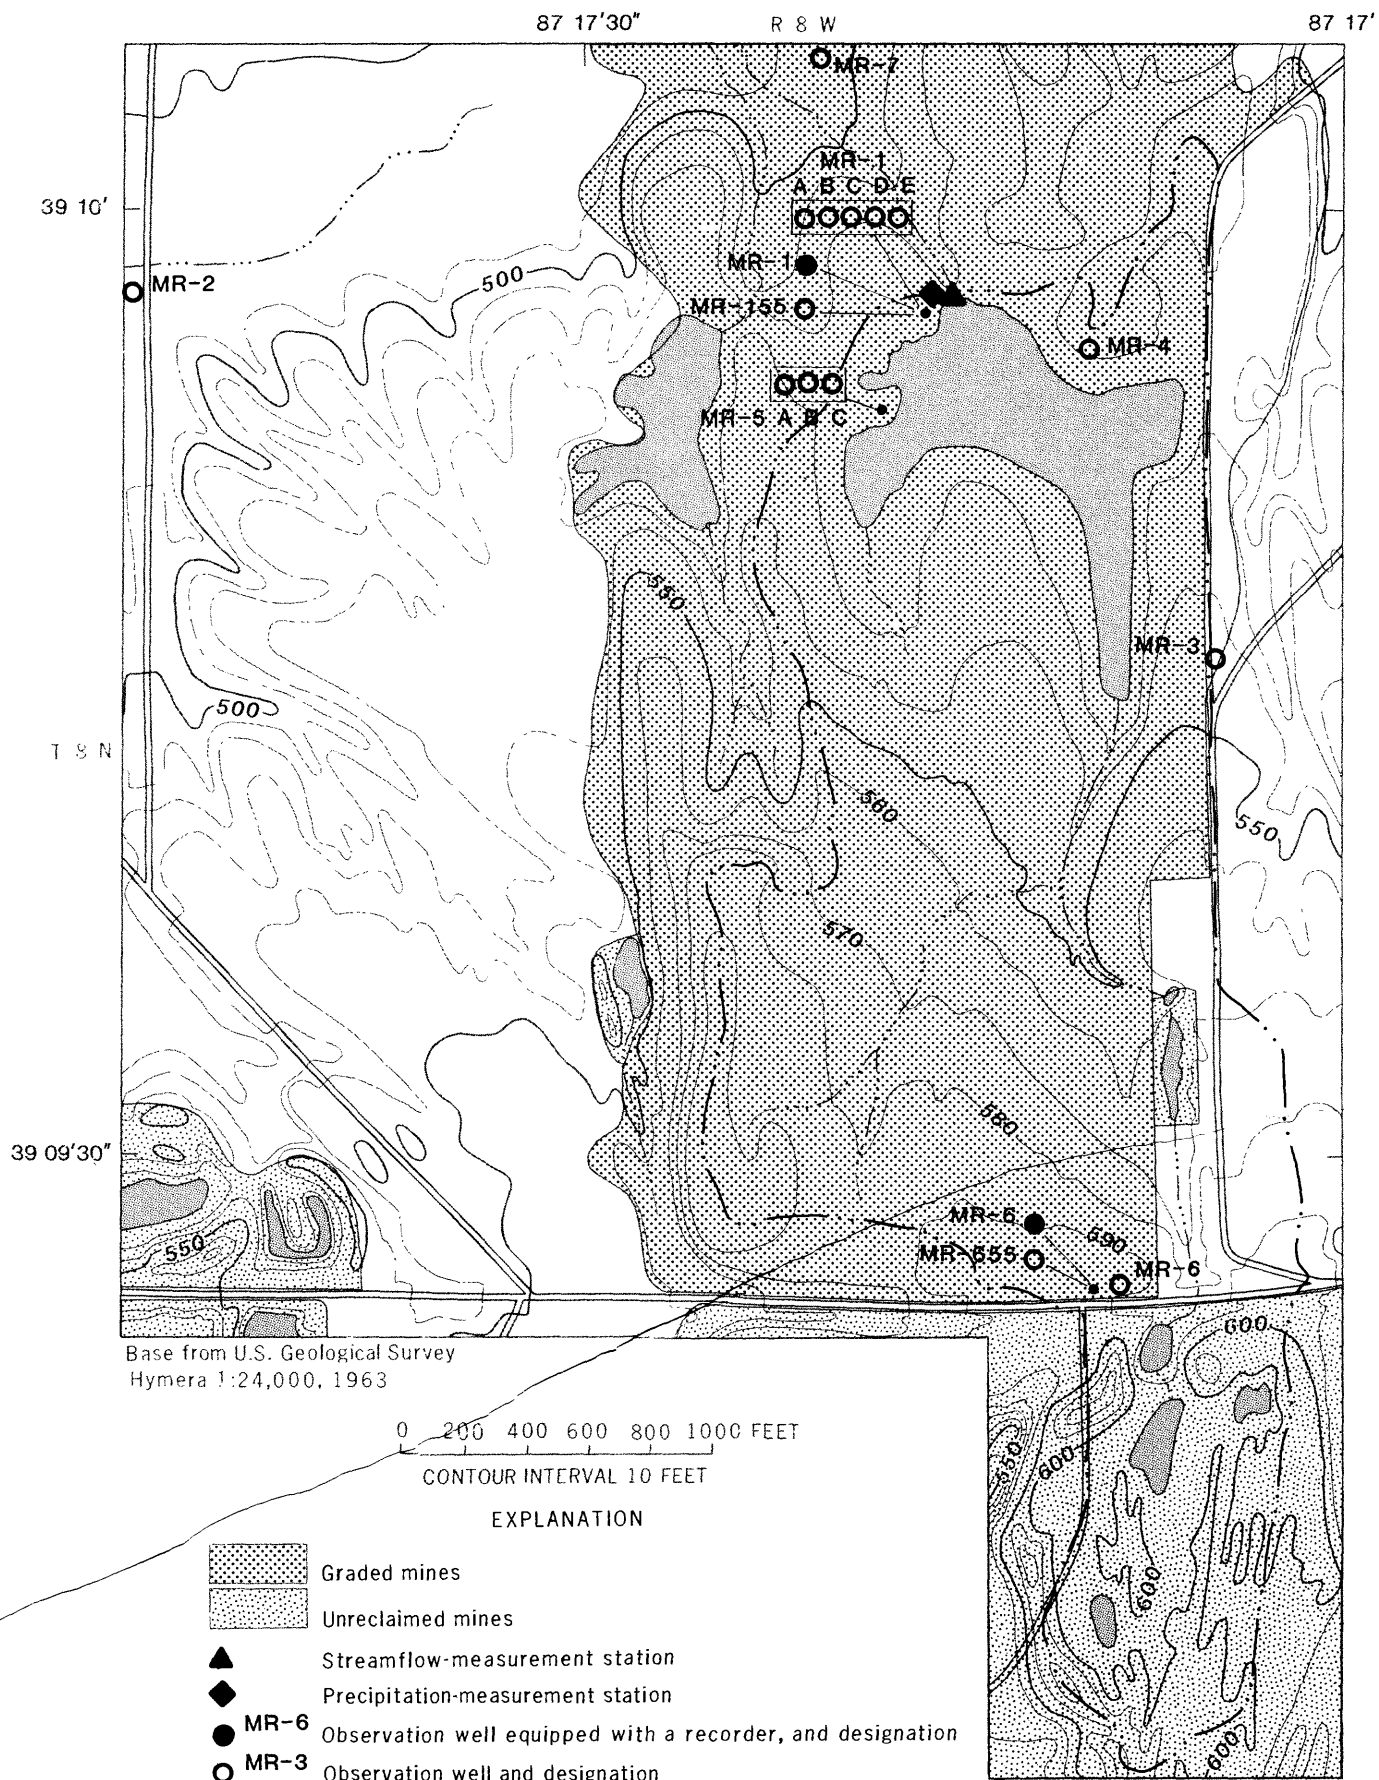 87 17'30"
R 8 W
87 17'
MR-7
MR-1
A B C D E
39 10'
MR-1
500
MR-2
MR-155
MR-4
MR-5 A B C
550
MR-3
500
T 8 N
560
550
570
580
39 09'30"
MR-6
590
550
MR-655
MR-6
600
Base from U.S. Geological Survey
Hymera 1:24,000, 1963
0 200 400 600 800 1000 FEET
CONTOUR INTERVAL 10 FEET
550
600
EXPLANATION
Graded mines
600
Unreclaimed mines
Streamflow-measurement station
Precipitation-measurement station
MR-6 Observation well equipped with a recorder, and designation
600
MR-3 Observation well and designation